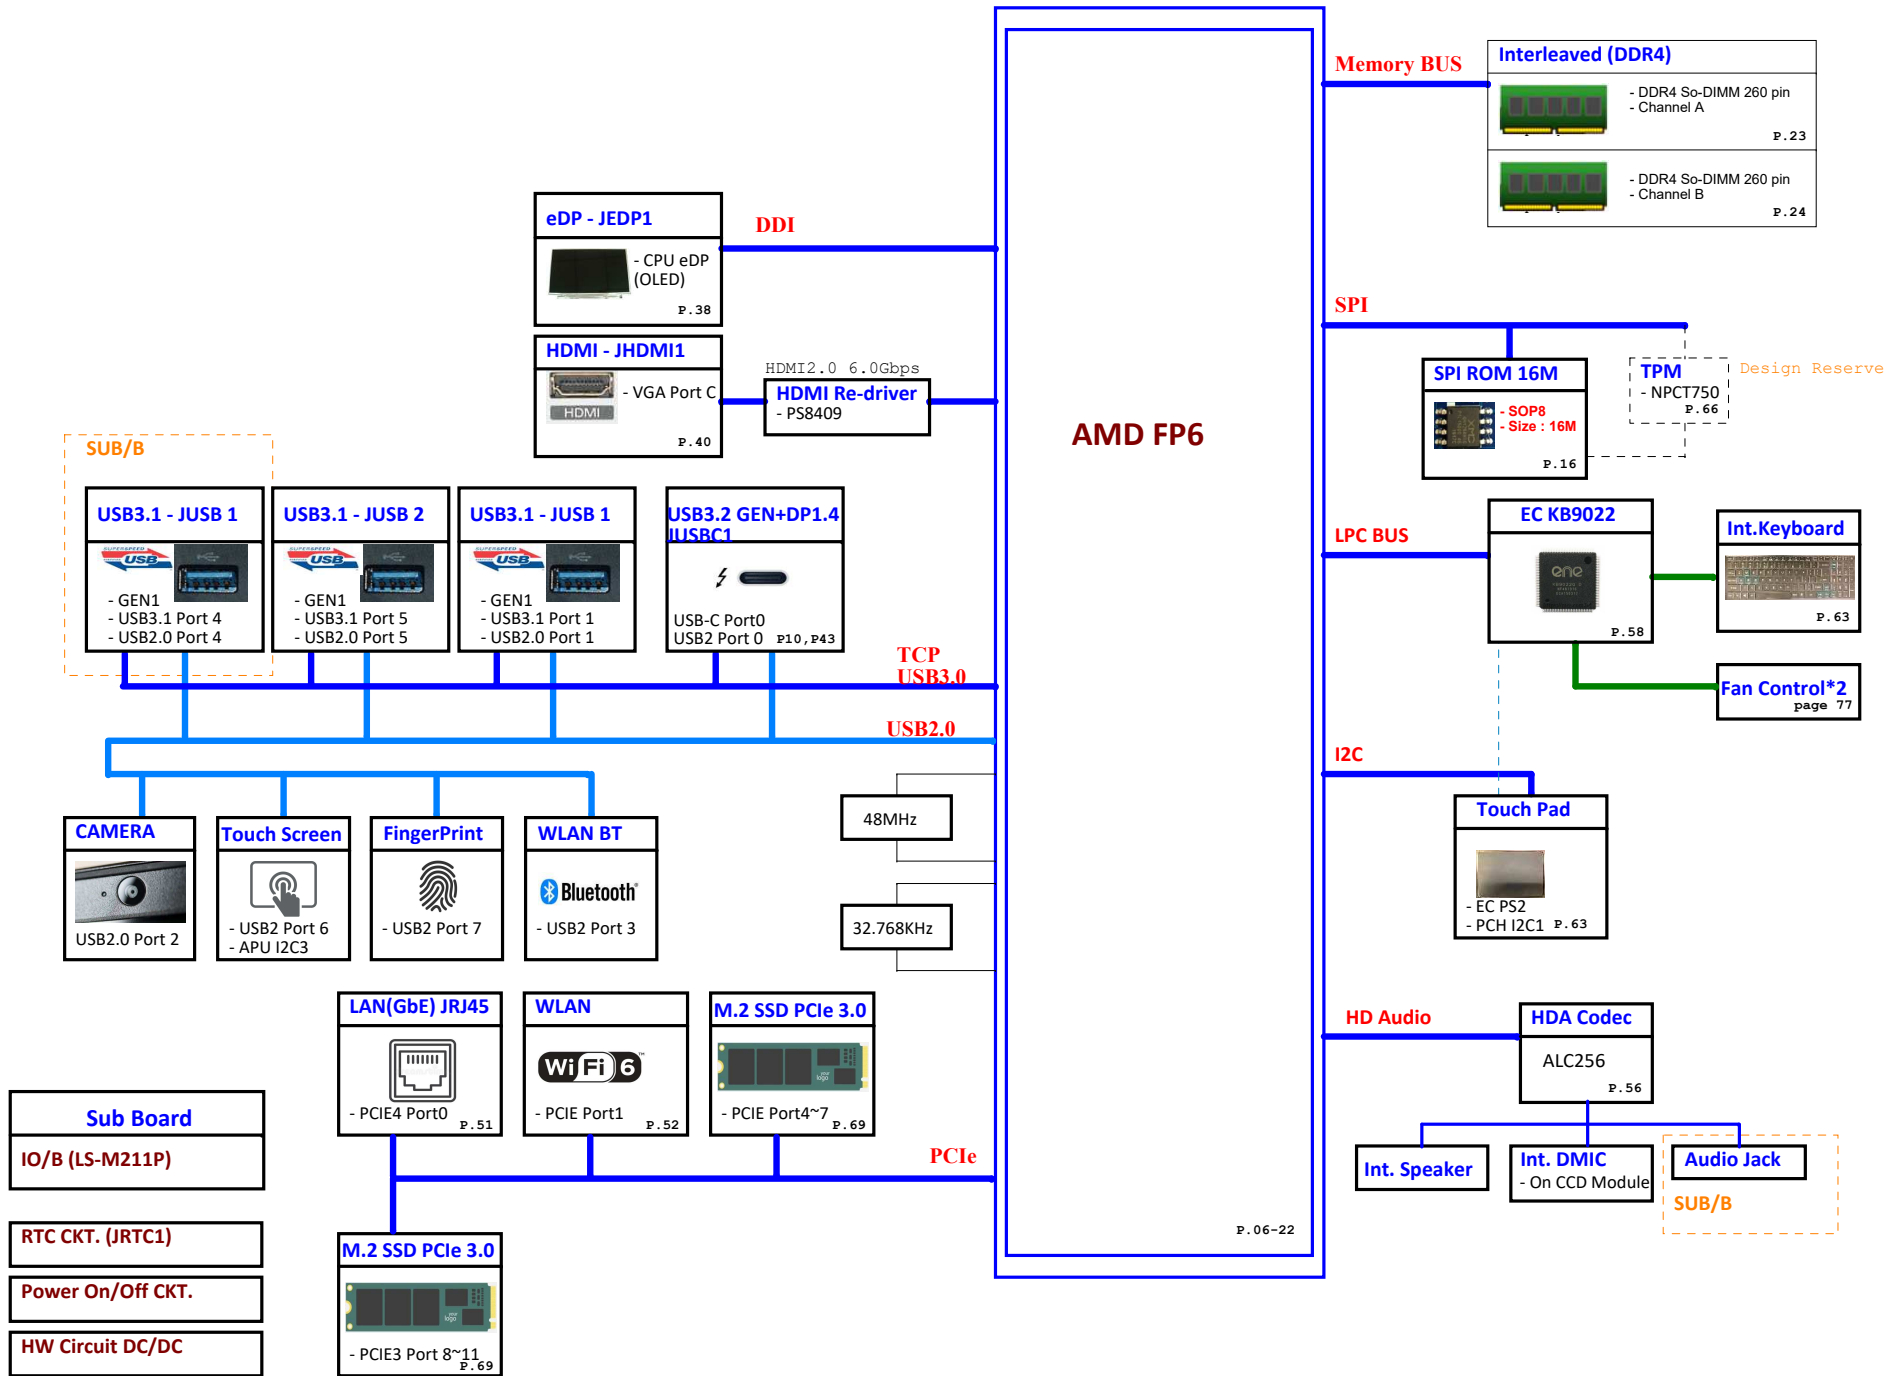 Memory BUS
Interleaved (DDR4)
- DDR4 So-DIMM 260 pin
- Channel A
P.23
- DDR4 So-DIMM 260 pin
- Channel B
P.24
eDP - JEDP1
- CPU eDP
(OLED)
P.38
DDI
HDMI - JHDMI1
HDMI
- VGA Port C
P.40
HDMI2.0 6.0Gbps
HDMI Re-driver
- PS8409
AMD FP6
P.06-22
SPI
SPI ROM 16M
- SOP8
- Size : 16M
P.16
TPM
- NPCT750
P.66
Design Reserve
SUB/B
USB3.1 - JUSB 1
SUPERSPEED
USB
- GEN1
- USB3.1 Port 4
- USB2.0 Port 4
USB3.1 - JUSB 2
SUPERSPEED
USB
- GEN1
- USB3.1 Port 5
- USB2.0 Port 5
USB3.1 - JUSB 1
SUPERSPEED
USB
- GEN1
- USB3.1 Port 1
- USB2.0 Port 1
USB3.2 GEN+DP1.4
JUSBC1
USB-C Port0
USB2 Port 0 P10,P43
TCP
USB3.0
USB2.0
LPC BUS
EC KB9022
ene
P.58
Int.Keyboard
P.63
Fan Control*2
page 77
I2C
Touch Pad
- EC PS2
- PCH I2C1 P.63
48MHz
32.768KHz
CAMERA
USB2.0 Port 2
Touch Screen
- USB2 Port 6
- APU I2C3
FingerPrint
- USB2 Port 7
WLAN BT
Bluetooth
- USB2 Port 3
LAN(GbE) JRJ45
- PCIE4 Port0
P.51
WLAN
Wi Fi 6
- PCIE Port1
P.52
M.2 SSD PCIe 3.0
your
logo
- PCIE Port4~7
P.69
PCIe
M.2 SSD PCIe 3.0
your
logo
- PCIE3 Port 8~11
P.69
HD Audio
HDA Codec
ALC256
P.56
Int. Speaker
Int. DMIC
- On CCD Module
Audio Jack
SUB/B
Sub Board
IO/B (LS-M211P)
RTC CKT. (JRTC1)
Power On/Off CKT.
HW Circuit DC/DC